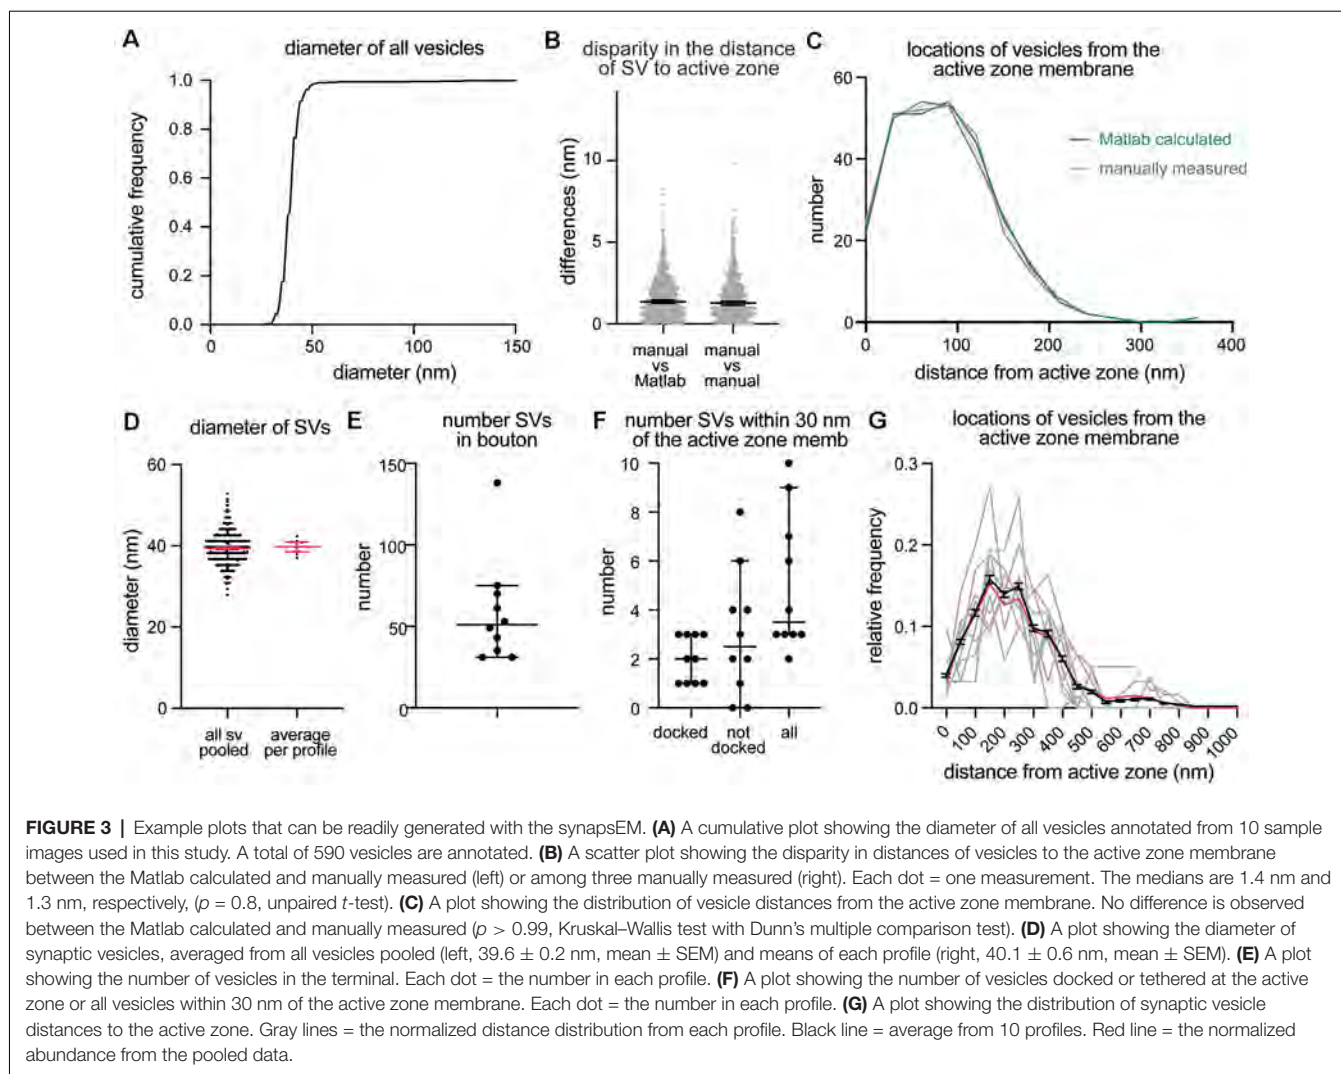 A
diameter of all vesicles
cumulative frequency
1.0
0.8
0.6
0.4
0.2
0.0
0 50 100 150
diameter (nm)
B
disparity in the distance
of SV to active zone
differences (nm)
10
5
0
manual manual
vs vs
Matlab manual
C
locations of vesicles from the
active zone membrane
number
60
40
20
0
Matlab calculated
manually measured
0 100 200 300 400
distance from active zone (nm)
D
diameter of SVs
diameter (nm)
60
40
20
0
all sv average
pooled per profile
E
number SVs
in bouton
number
150
100
50
0
F
number SVs within 30 nm
of the active zone memb
number
10
8
6
4
2
0
docked not all
docked
G
locations of vesicles from the
active zone membrane
relative frequency
0.3
0.2
0.1
0.0
0 100 200 300 400 500 600 700 800 900 1000
distance from active zone (nm)
FIGURE 3 | Example plots that can be readily generated with the synapsEM. (A) A cumulative plot showing the diameter of all vesicles annotated from 10 sample
images used in this study. A total of 590 vesicles are annotated. (B) A scatter plot showing the disparity in distances of vesicles to the active zone membrane
between the Matlab calculated and manually measured (left) or among three manually measured (right). Each dot = one measurement. The medians are 1.4 nm and
1.3 nm, respectively, (p = 0.8, unpaired t-test). (C) A plot showing the distribution of vesicle distances from the active zone membrane. No difference is observed
between the Matlab calculated and manually measured (p > 0.99, Kruskal–Wallis test with Dunn's multiple comparison test). (D) A plot showing the diameter of
synaptic vesicles, averaged from all vesicles pooled (left, 39.6 ± 0.2 nm, mean ± SEM) and means of each profile (right, 40.1 ± 0.6 nm, mean ± SEM). (E) A plot
showing the number of vesicles in the terminal. Each dot = the number in each profile. (F) A plot showing the number of vesicles docked or tethered at the active
zone or all vesicles within 30 nm of the active zone membrane. Each dot = the number in each profile. (G) A plot showing the distribution of synaptic vesicle
distances to the active zone. Gray lines = the normalized distance distribution from each profile. Black line = average from 10 profiles. Red line = the normalized
abundance from the pooled data.